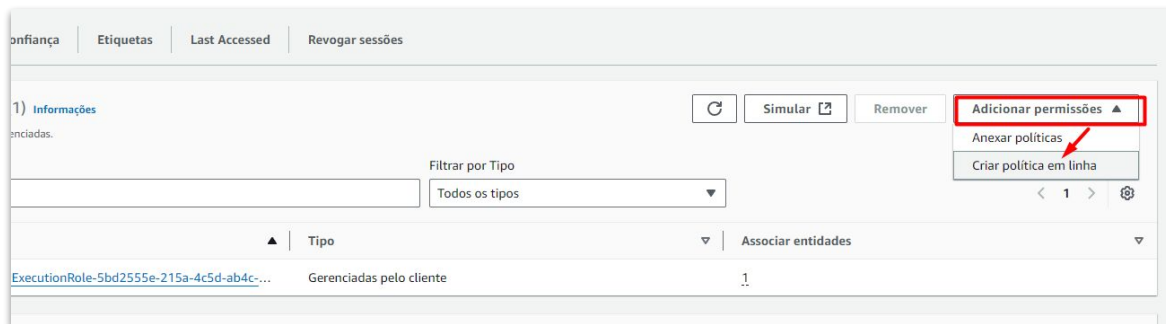 onfiança Etiquetas Last Accessed Revogar sessões
1) Informações Simular Remover Adicionar permissões
enciadas. Anexar políticas
Filtrar por Tipo Criar política em linha
Todos os tipos 1
Tipo Associar entidades
ExecutionRole-5bd2555e-215a-4c5d-ab4c-... Gerenciadas pelo cliente 1